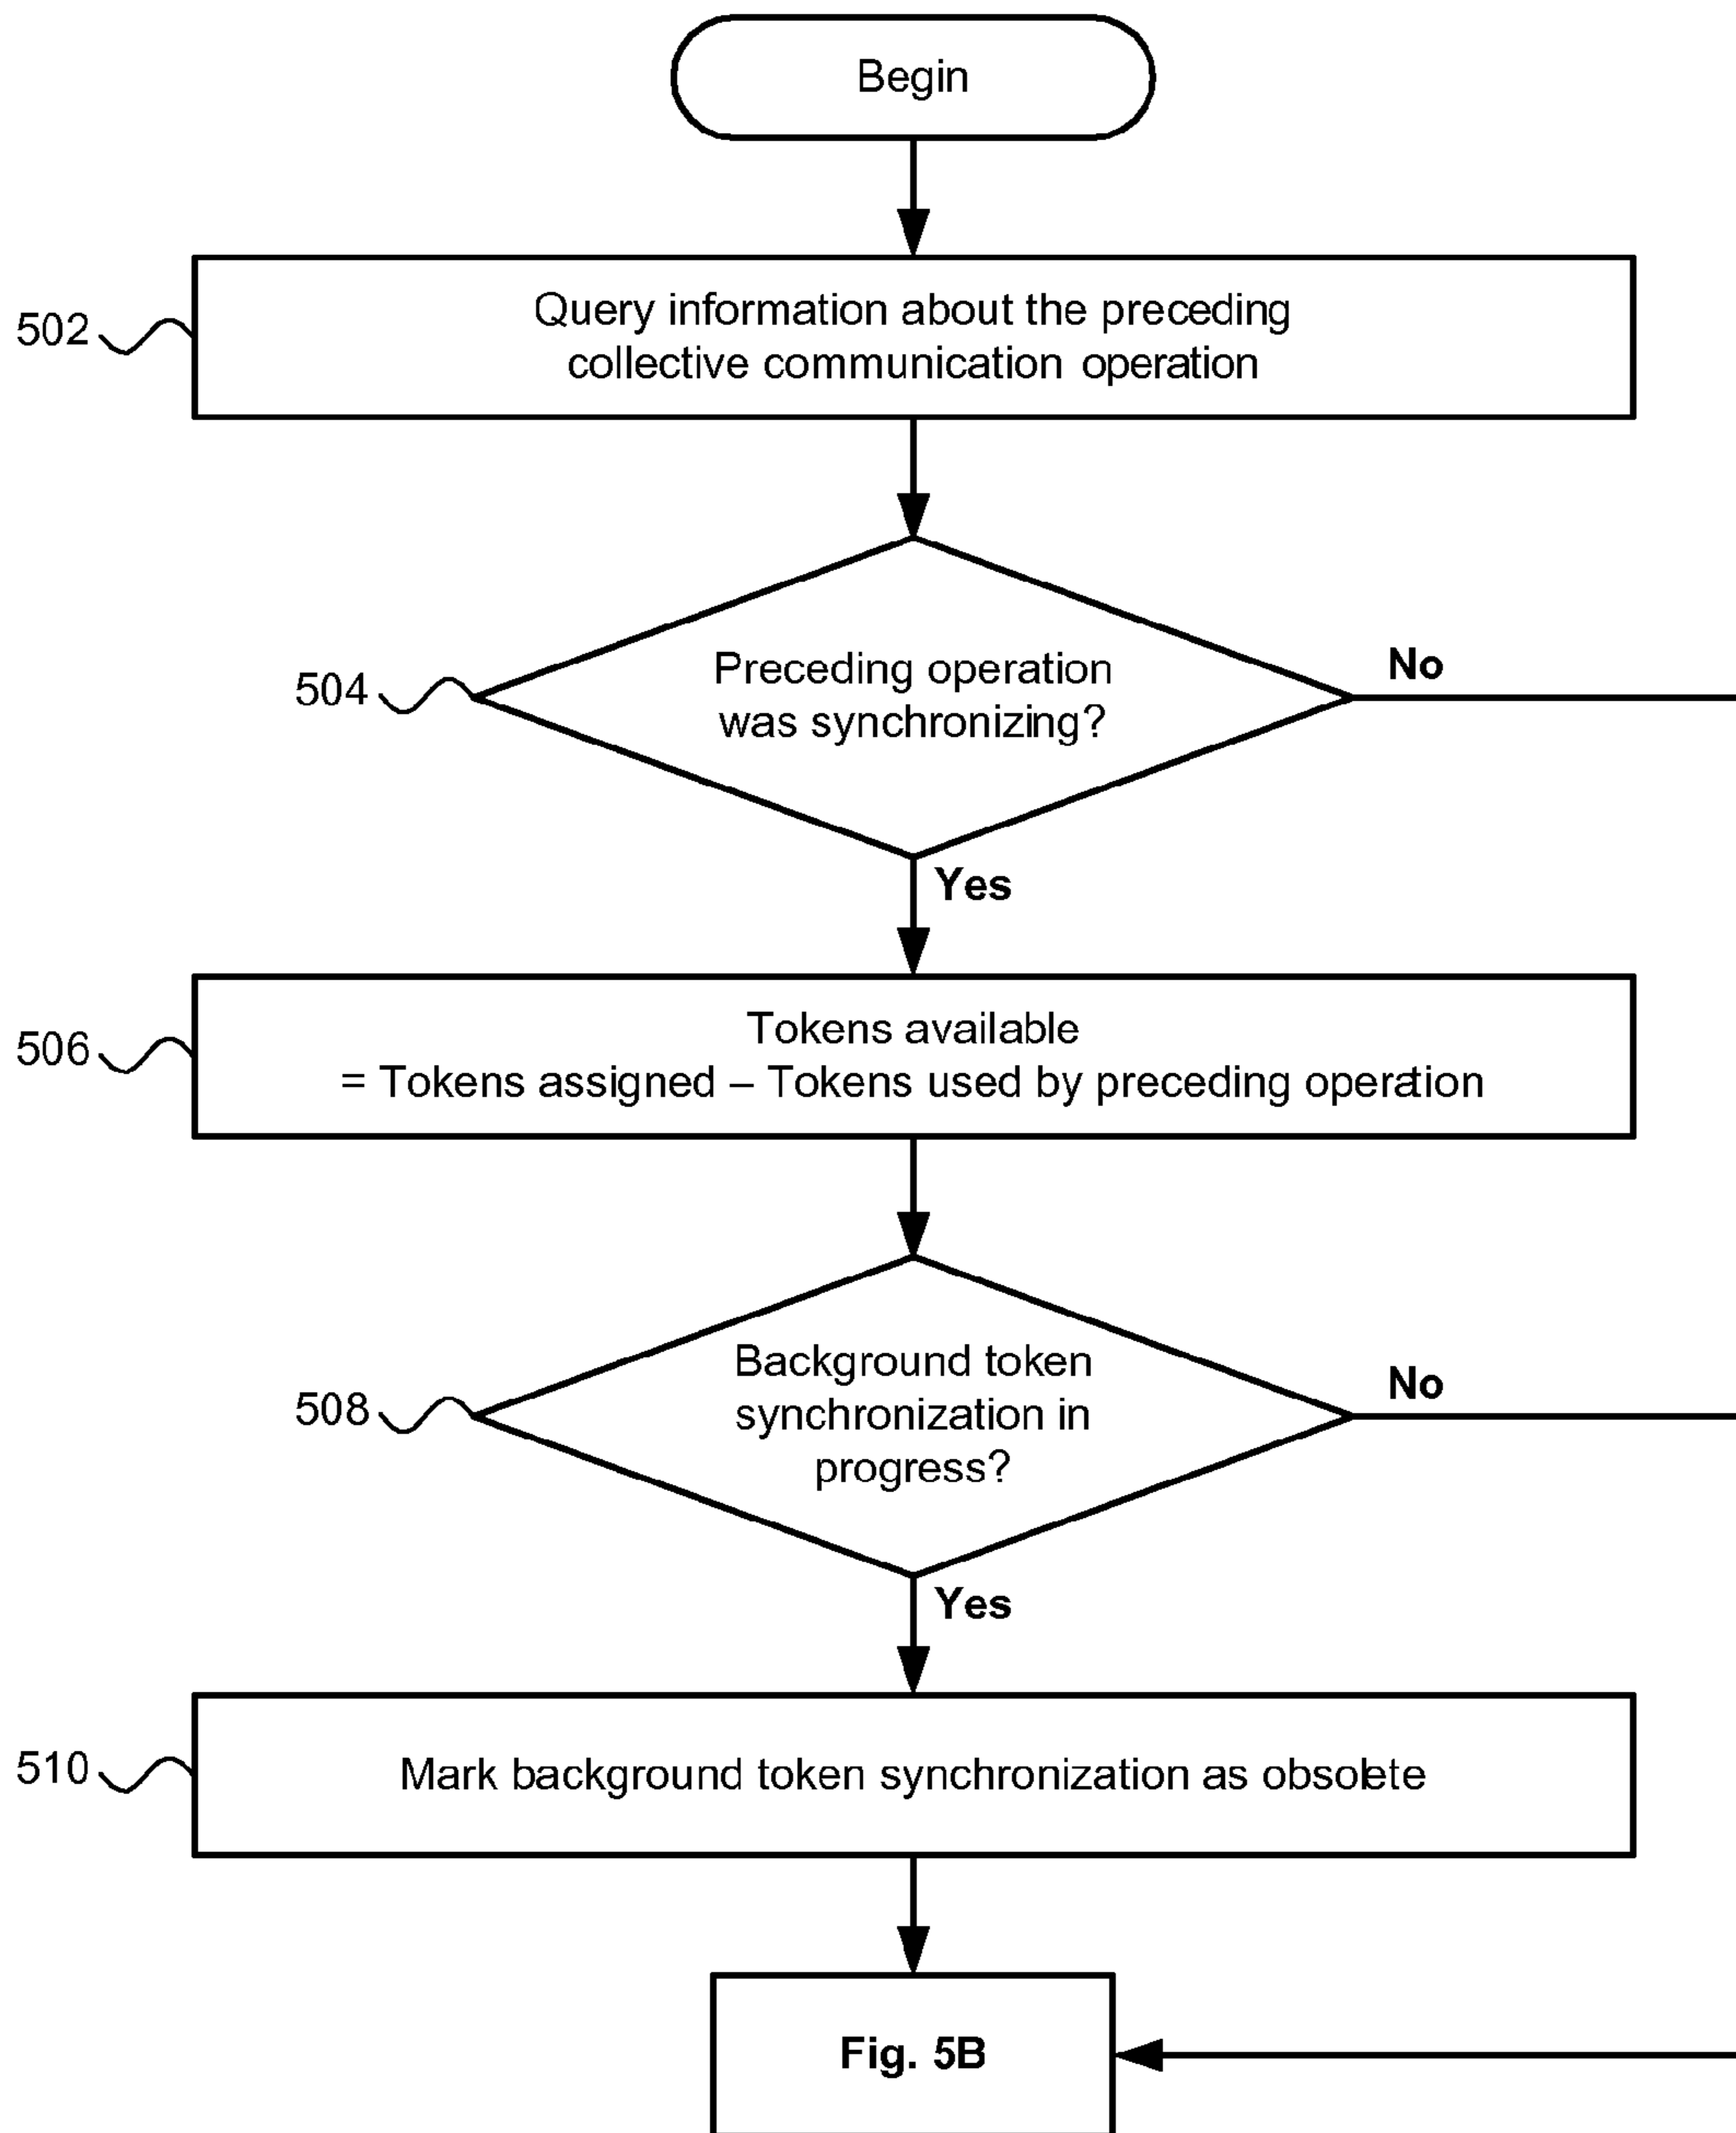 Begin
502
Query information about the preceding
collective communication operation
504
Preceding operation
was synchronizing?
No
Yes
506
Tokens available
= Tokens assigned – Tokens used by preceding operation
508
Background token
synchronization in
progress?
No
Yes
510
Mark background token synchronization as obsolete
Fig. 5B